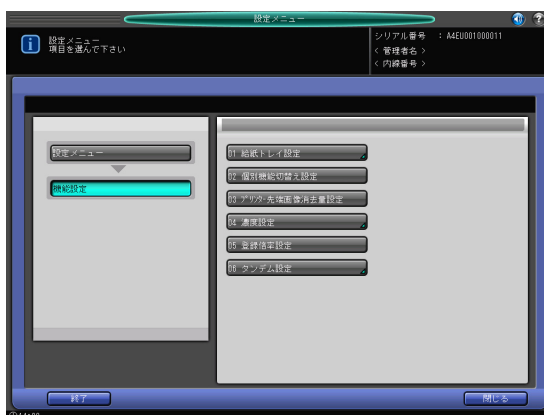 設定メニュー
設定メニュー
項目を選んで下さい
シリアル番号 : A4EU001000011
< 管理者名 >
< 内線番号 >
設定メニュー
機能設定
01 給紙トレイ設定
02 個別機能切替え設定
03 プリンター先端画像消去量設定
04 濃度設定
05 登録倍率設定
06 タンデム設定
終了
閉じる